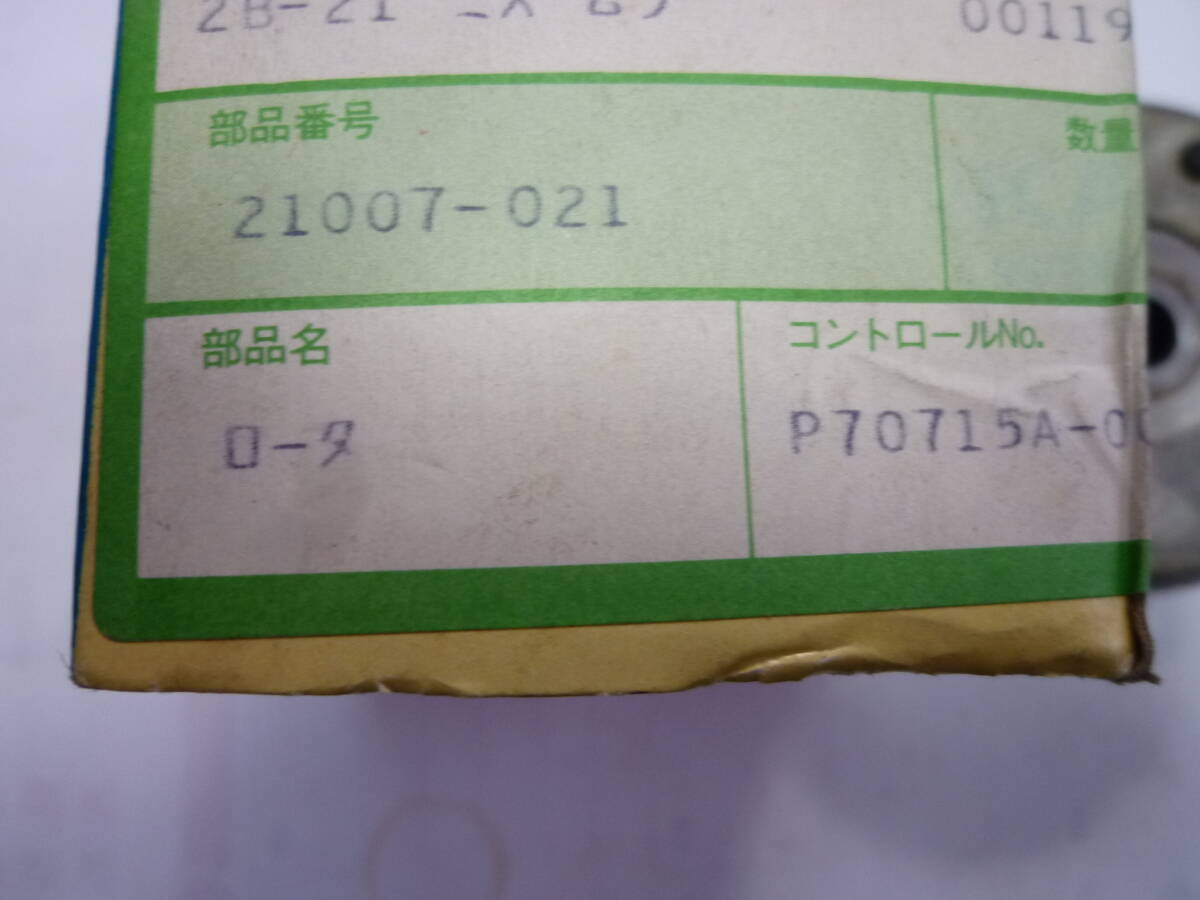 00119
部品番号 数量
21007-021
部品名 コントロールNo.
ロータ P70715A-0